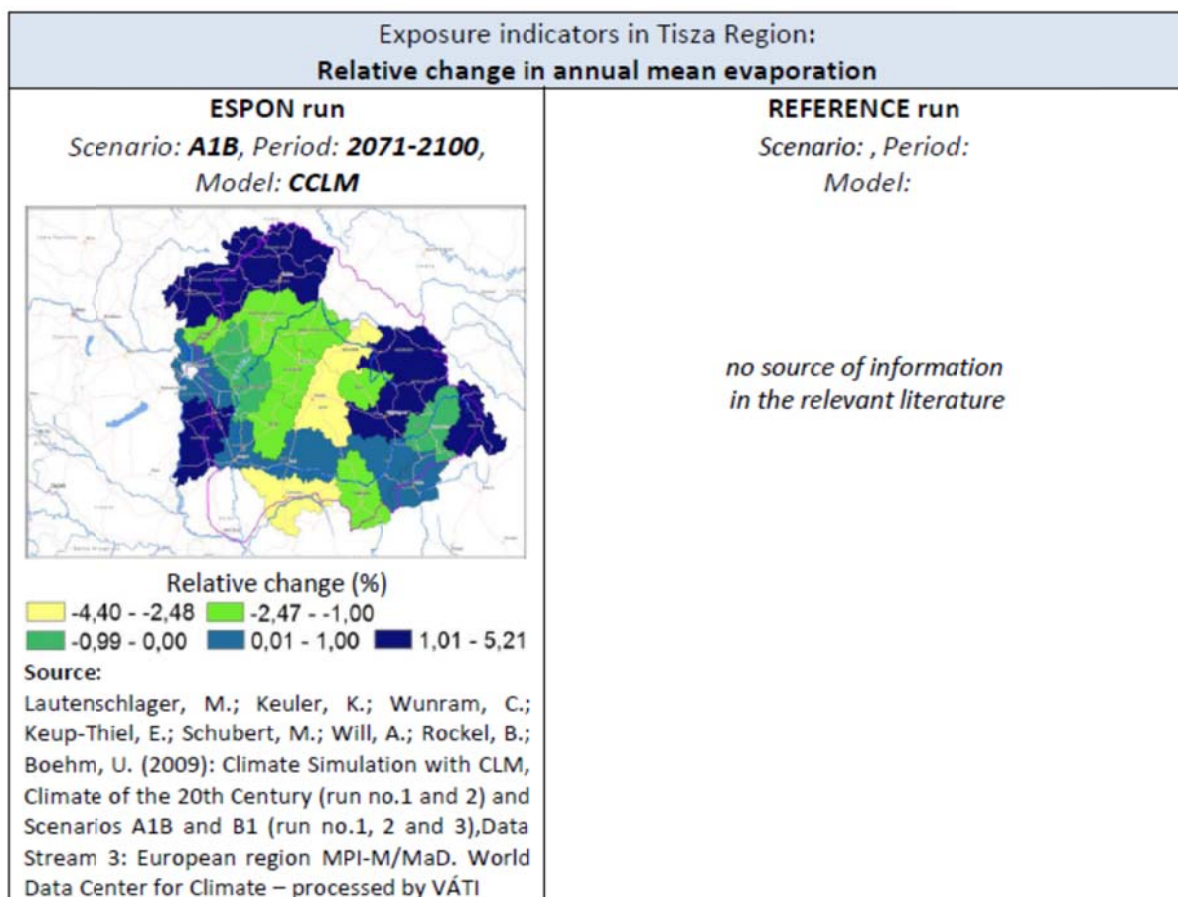 Exposure indicators in Tisza Region:
Relative change in annual mean evaporation
ESPON run
Scenario: A1B, Period: 2071-2100,
Model: CCLM
Relative change (%)
-4,40 - -2,48
-2,47 - -1,00
-0,99 - 0,00
0,01 - 1,00
1,01 - 5,21
Source:
Lautenschlager, M.; Keuler, K.; Wunram, C.;
Keup-Thiel, E.; Schubert, M.; Will, A.; Rockel, B.;
Boehm, U. (2009): Climate Simulation with CLM,
Climate of the 20th Century (run no.1 and 2) and
Scenarios A1B and B1 (run no.1, 2 and 3),Data
Stream 3: European region MPI-M/MaD. World
Data Center for Climate – processed by VÁTI
REFERENCE run
Scenario: , Period:
Model:
no source of information
in the relevant literature